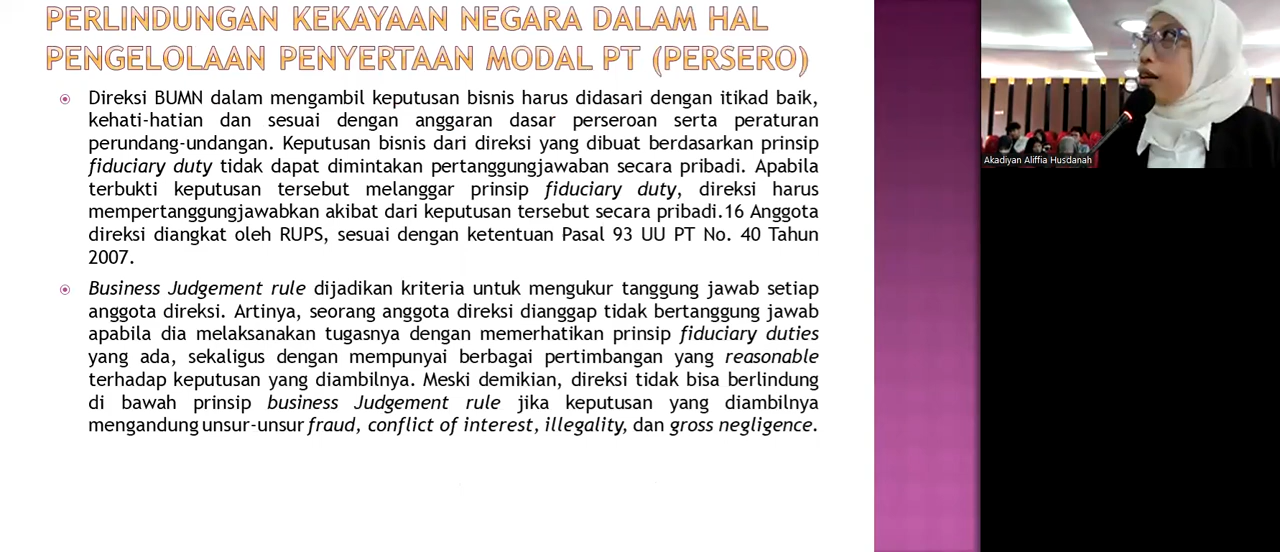 PERLINDUNGAN KEKAYAAN NEGARA DALAM HAL
PENGELOLAAN PENYERTAAN MODAL PT (PERSERO)
Direksi BUMN dalam mengambil keputusan bisnis harus didasari dengan itikad baik,
kehati-hatian dan sesuai dengan anggaran dasar perseroan serta peraturan
perundang-undangan. Keputusan bisnis dari direksi yang dibuat berdasarkan prinsip
fiduciary duty tidak dapat dimintakan pertanggungjawaban secara pribadi. Apabila
terbukti keputusan tersebut melanggar prinsip fiduciary duty, direksi harus
mempertanggungjawabkan akibat dari keputusan tersebut secara pribadi.16 Anggota
direksi diangkat oleh RUPS, sesuai dengan ketentuan Pasal 93 UU PT No. 40 Tahun
2007.
Business Judgement rule dijadikan kriteria untuk mengukur tanggung jawab setiap
anggota direksi. Artinya, seorang anggota direksi dianggap tidak bertanggung jawab
apabila dia melaksanakan tugasnya dengan memerhatikan prinsip fiduciary duties
yang ada, sekaligus dengan mempunyai berbagai pertimbangan yang reasonable
terhadap keputusan yang diambilnya. Meski demikian, direksi tidak bisa berlindung
di bawah prinsip business Judgement rule jika keputusan yang diambilnya
mengandung unsur-unsur fraud, conflict of interest, illegality, dan gross negligence.
Akadiyan Aliffia Husdanah